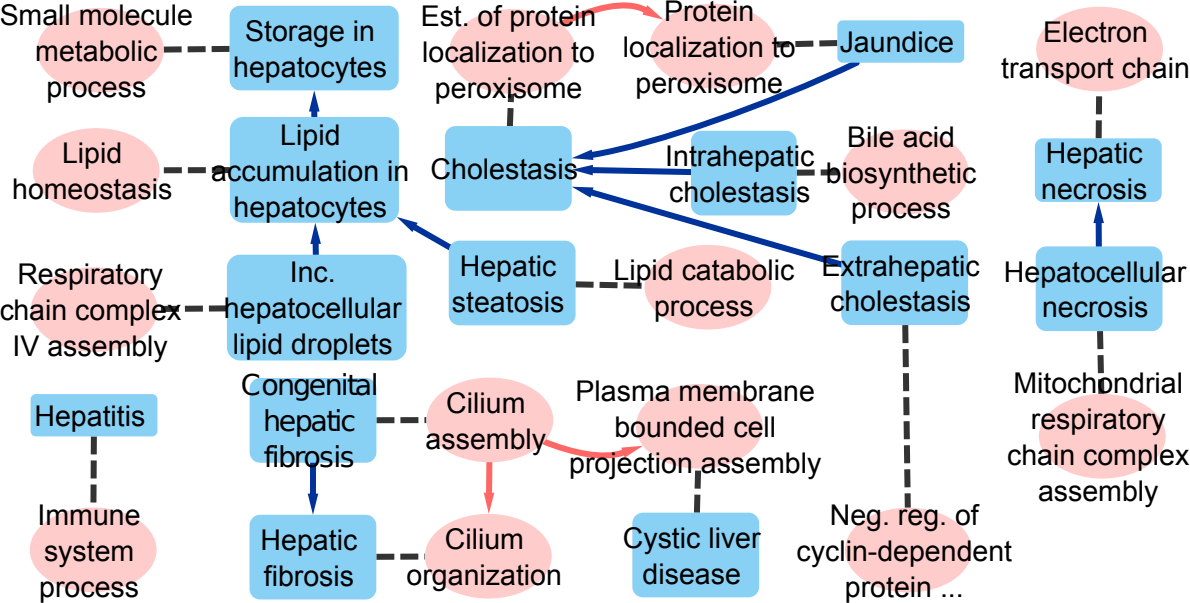 Small molecule
metabolic
process
Storage in
hepatocytes
Est. of protein
localization to
peroxisome
Protein
localization to
peroxisome
Jaundice
Electron
transport chain
Lipid
homeostasis
Lipid
accumulation in
hepatocytes
Cholestasis
Intrahepatic
cholestasis
Bile acid
biosynthetic
process
Hepatic
necrosis
Respiratory
chain complex
IV assembly
Inc.
hepatocellular
lipid droplets
Hepatic
steatosis
Lipid catabolic
process
Extrahepatic
cholestasis
Hepatocellular
necrosis
Hepatitis
Congenital
hepatic
fibrosis
Cilium
assembly
Plasma membrane
bounded cell
projection assembly
Mitochondrial
respiratory
chain complex
assembly
Immune
system
process
Hepatic
fibrosis
Cilium
organization
Cystic liver
disease
Neg. reg. of
cyclin-dependent
protein ...